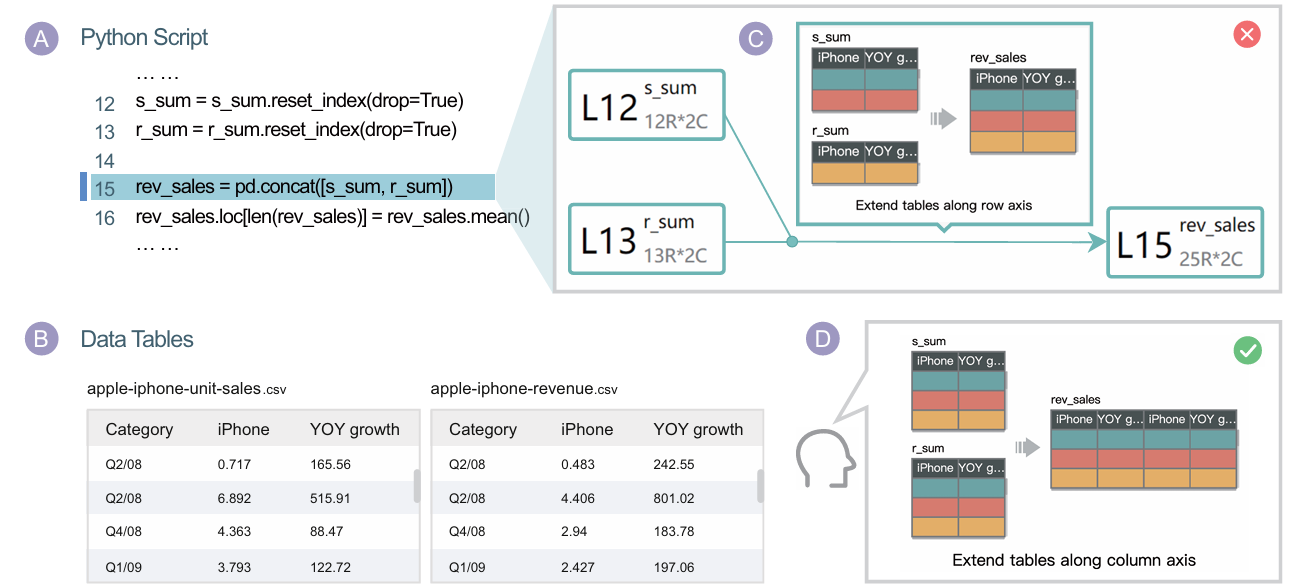 A Python Script
... ...
12 s_sum = s_sum.reset_index(drop=True)
13 r_sum = r_sum.reset_index(drop=True)
14
15 rev_sales = pd.concat([s_sum, r_sum])
16 rev_sales.loc[len(rev_sales)] = rev_sales.mean()
... ...
C
L12 s_sum 12R*2C
L13 r_sum 13R*2C
s_sum
iPhone YOY g...
r_sum
iPhone YOY g...
rev_sales
iPhone YOY g...
Extend tables along row axis
L15 rev_sales 25R*2C
B Data Tables
apple-iphone-unit-sales.csv
Category iPhone YOY growth
Q2/08 0.717 165.56
Q2/08 6.892 515.91
Q4/08 4.363 88.47
Q1/09 3.793 122.72
apple-iphone-revenue.csv
Category iPhone YOY growth
Q2/08 0.483 242.55
Q2/08 4.406 801.02
Q4/08 2.94 183.78
Q1/09 2.427 197.06
D
s_sum
iPhone YOY g...
r_sum
iPhone YOY g...
rev_sales
iPhone YOY g... iPhone YOY g...
Extend tables along column axis